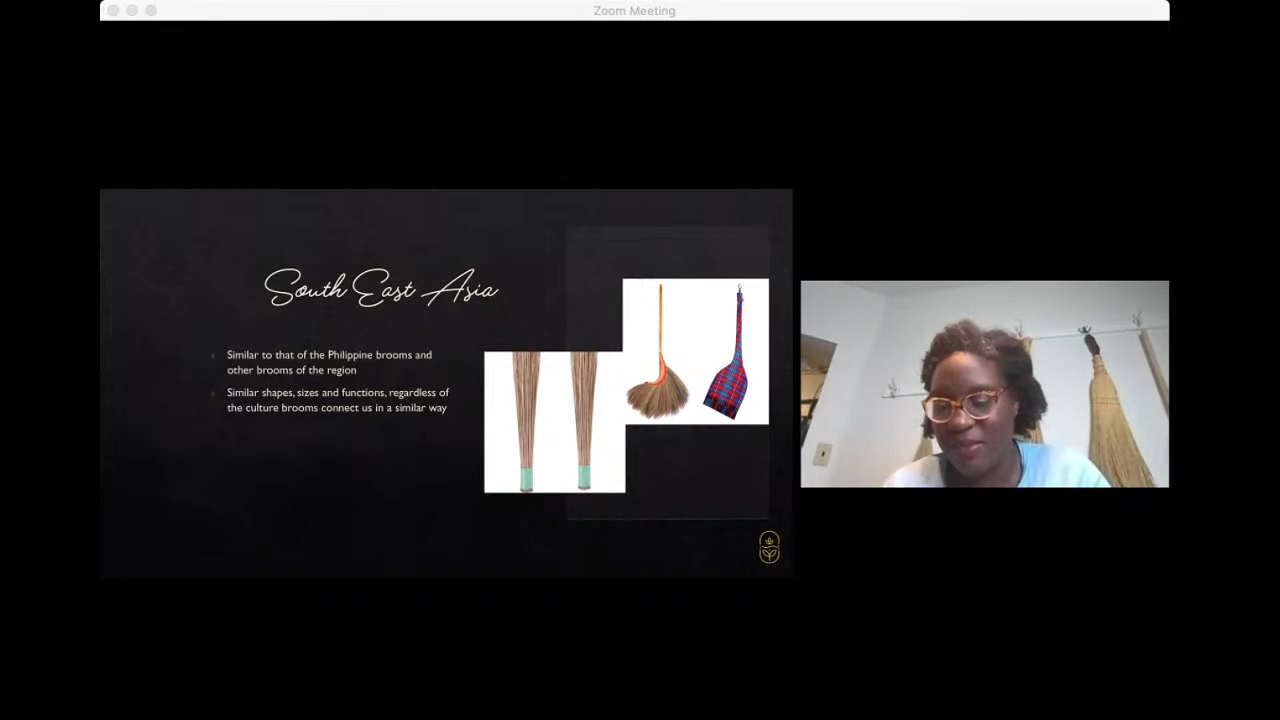 Zoom Meeting
South East Asia
Similar to that of the Philippine brooms and
other brooms of the region
Similar shapes, sizes and functions, regardless of
the culture brooms connect us in a similar way